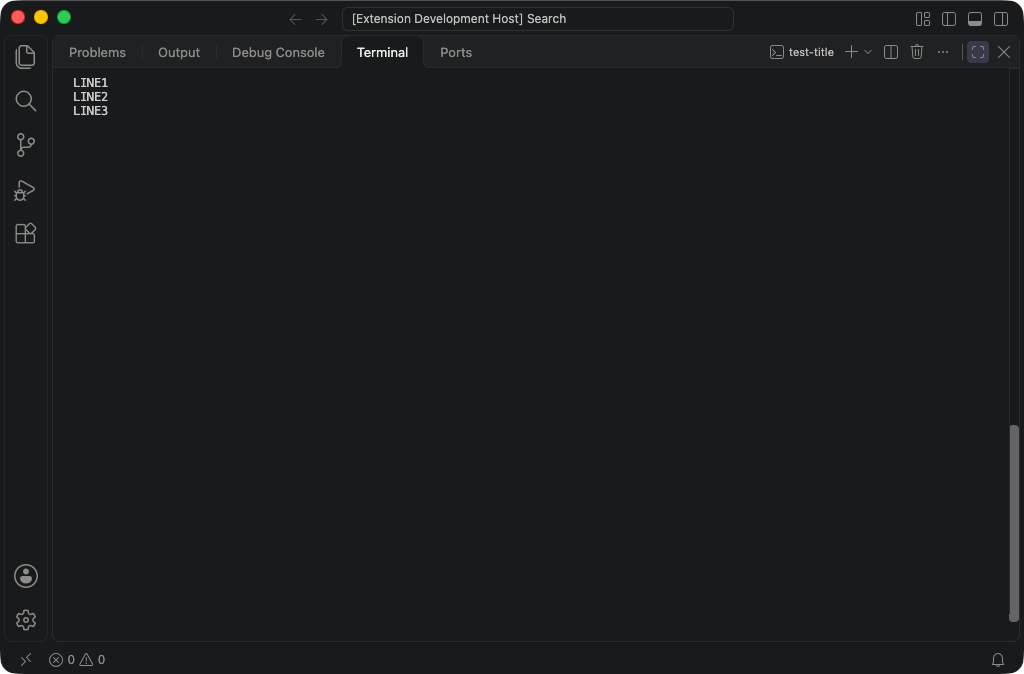 [Extension Development Host] Search
Problems Output Debug Console Terminal Ports test-title
LINE1
LINE2
LINE3
0 0